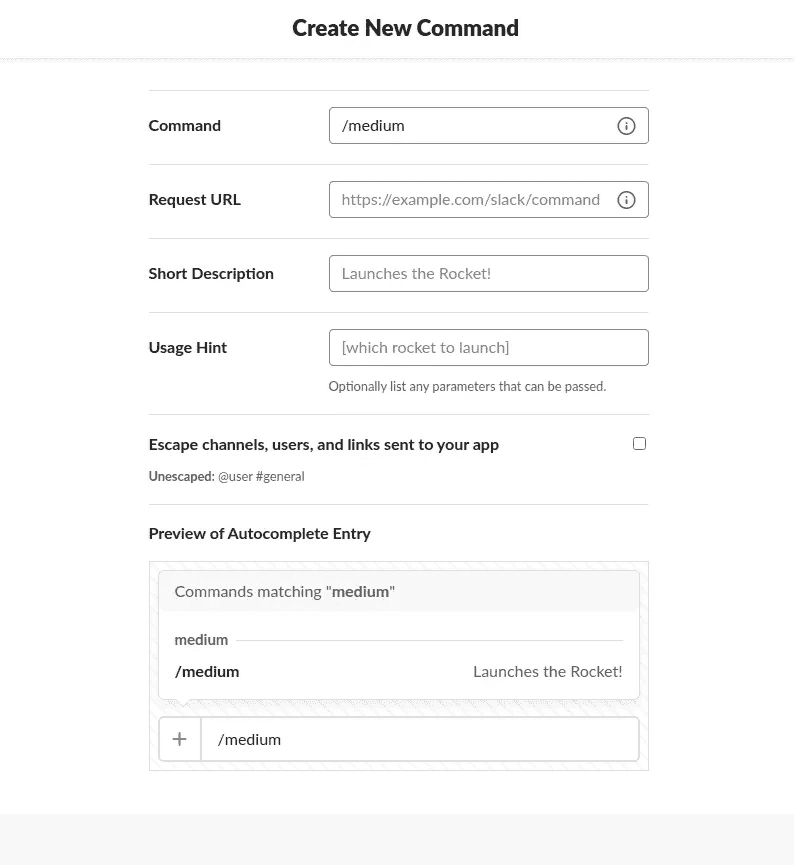 Create New Command
Command
/medium
Request URL
https://example.com/slack/command
Short Description
Launches the Rocket!
Usage Hint
[which rocket to launch]
Optionally list any parameters that can be passed.
Escape channels, users, and links sent to your app
Unescaped: @user #general
Preview of Autocomplete Entry
Commands matching "medium"
medium
/medium Launches the Rocket!
/medium